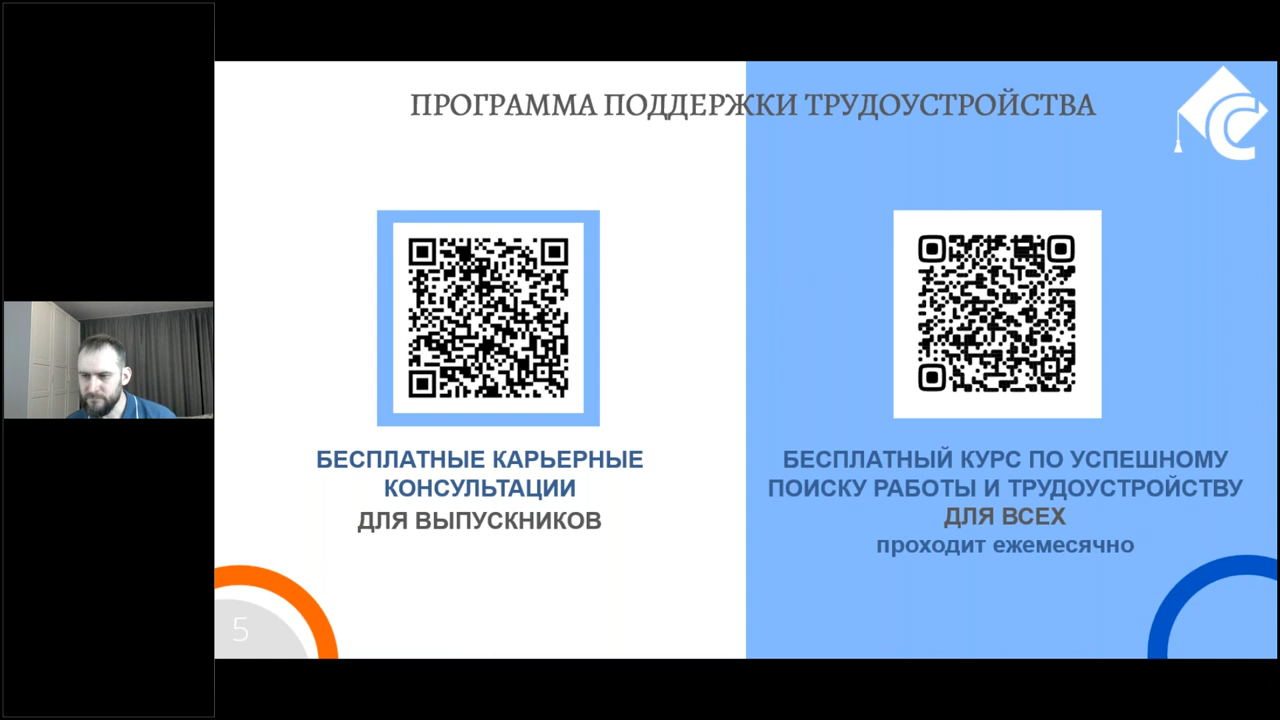 ПРОГРАММА ПОДДЕРЖКИ ТРУДОУСТРОЙСТВА
БЕСПЛАТНЫЕ КАРЬЕРНЫЕ
КОНСУЛЬТАЦИИ
ДЛЯ ВЫПУСКНИКОВ
БЕСПЛАТНЫЙ КУРС ПО УСПЕШНОМУ
ПОИСКУ РАБОТЫ И ТРУДОУСТРОЙСТВУ
ДЛЯ ВСЕХ
проходит ежемесячно
5